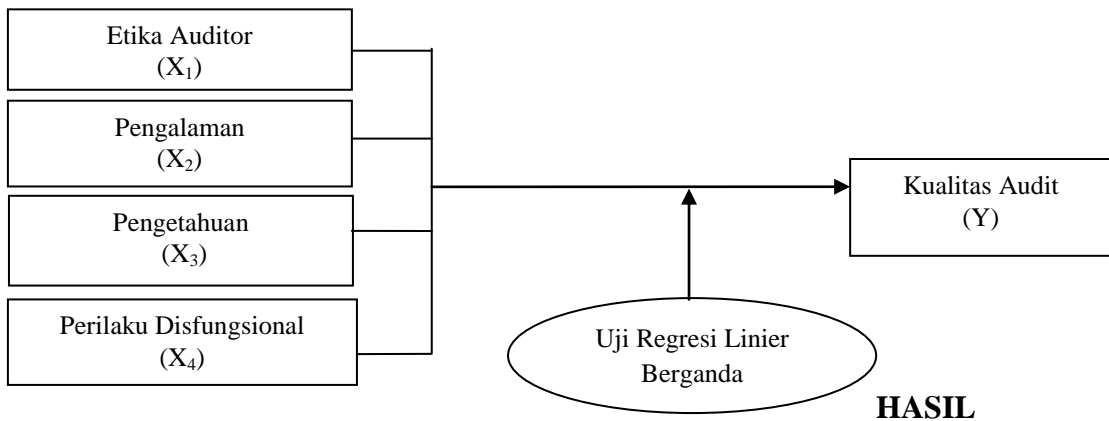 Etika Auditor
(X₁)
Pengalaman
(X₂)
Pengetahuan
(X₃)
Perilaku Disfungsional
(X₄)
Kualitas Audit
(Y)
Uji Regresi Linier
Berganda
HASIL